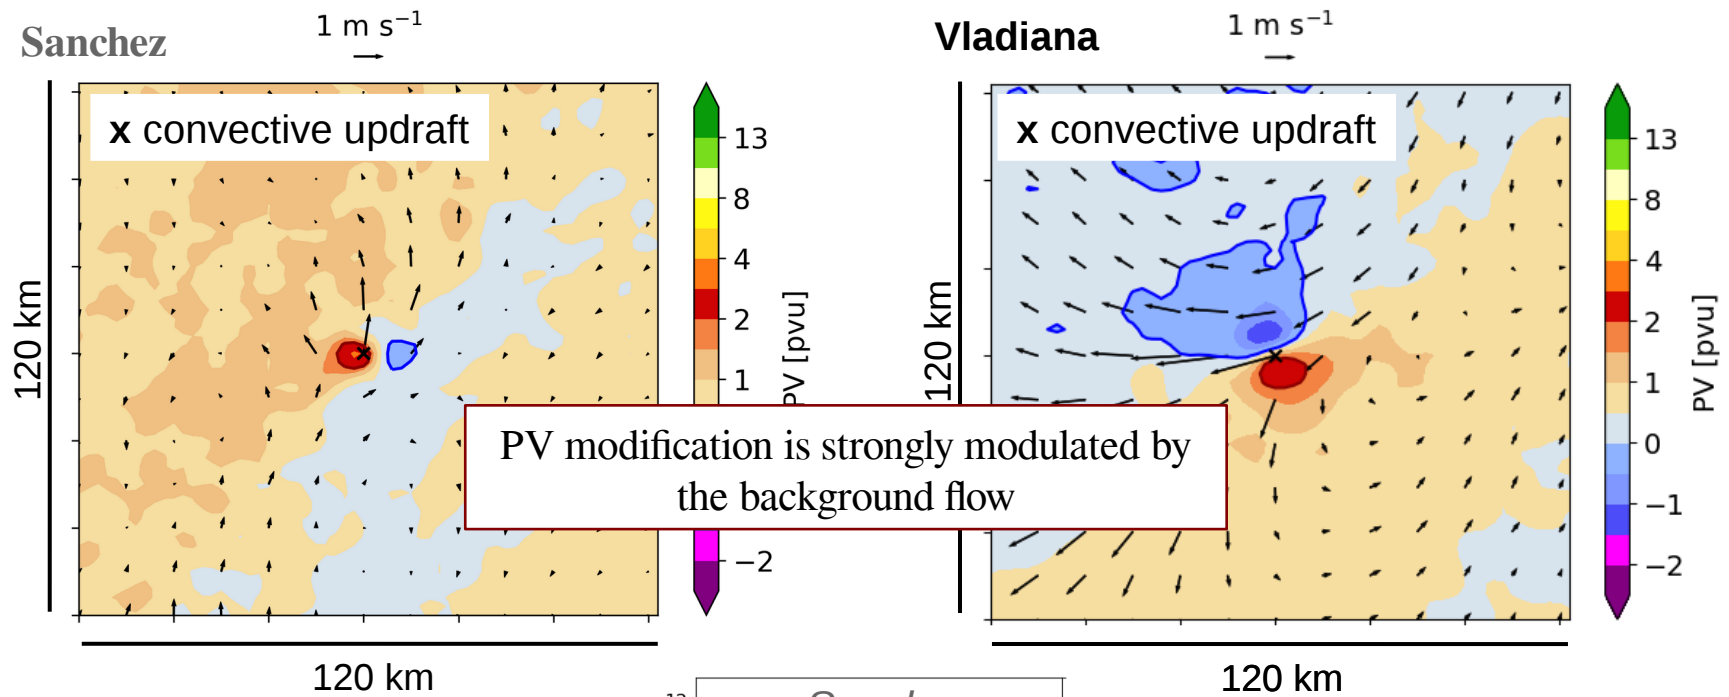 Sanchez
1 m s⁻¹
x convective updraft
120 km
120 km
13
8
4
2
1
−2
PV [pvu]
Vladiana
1 m s⁻¹
x convective updraft
120 km
120 km
13
8
4
2
1
0
−1
−2
PV [pvu]
PV modification is strongly modulated by
the background flow